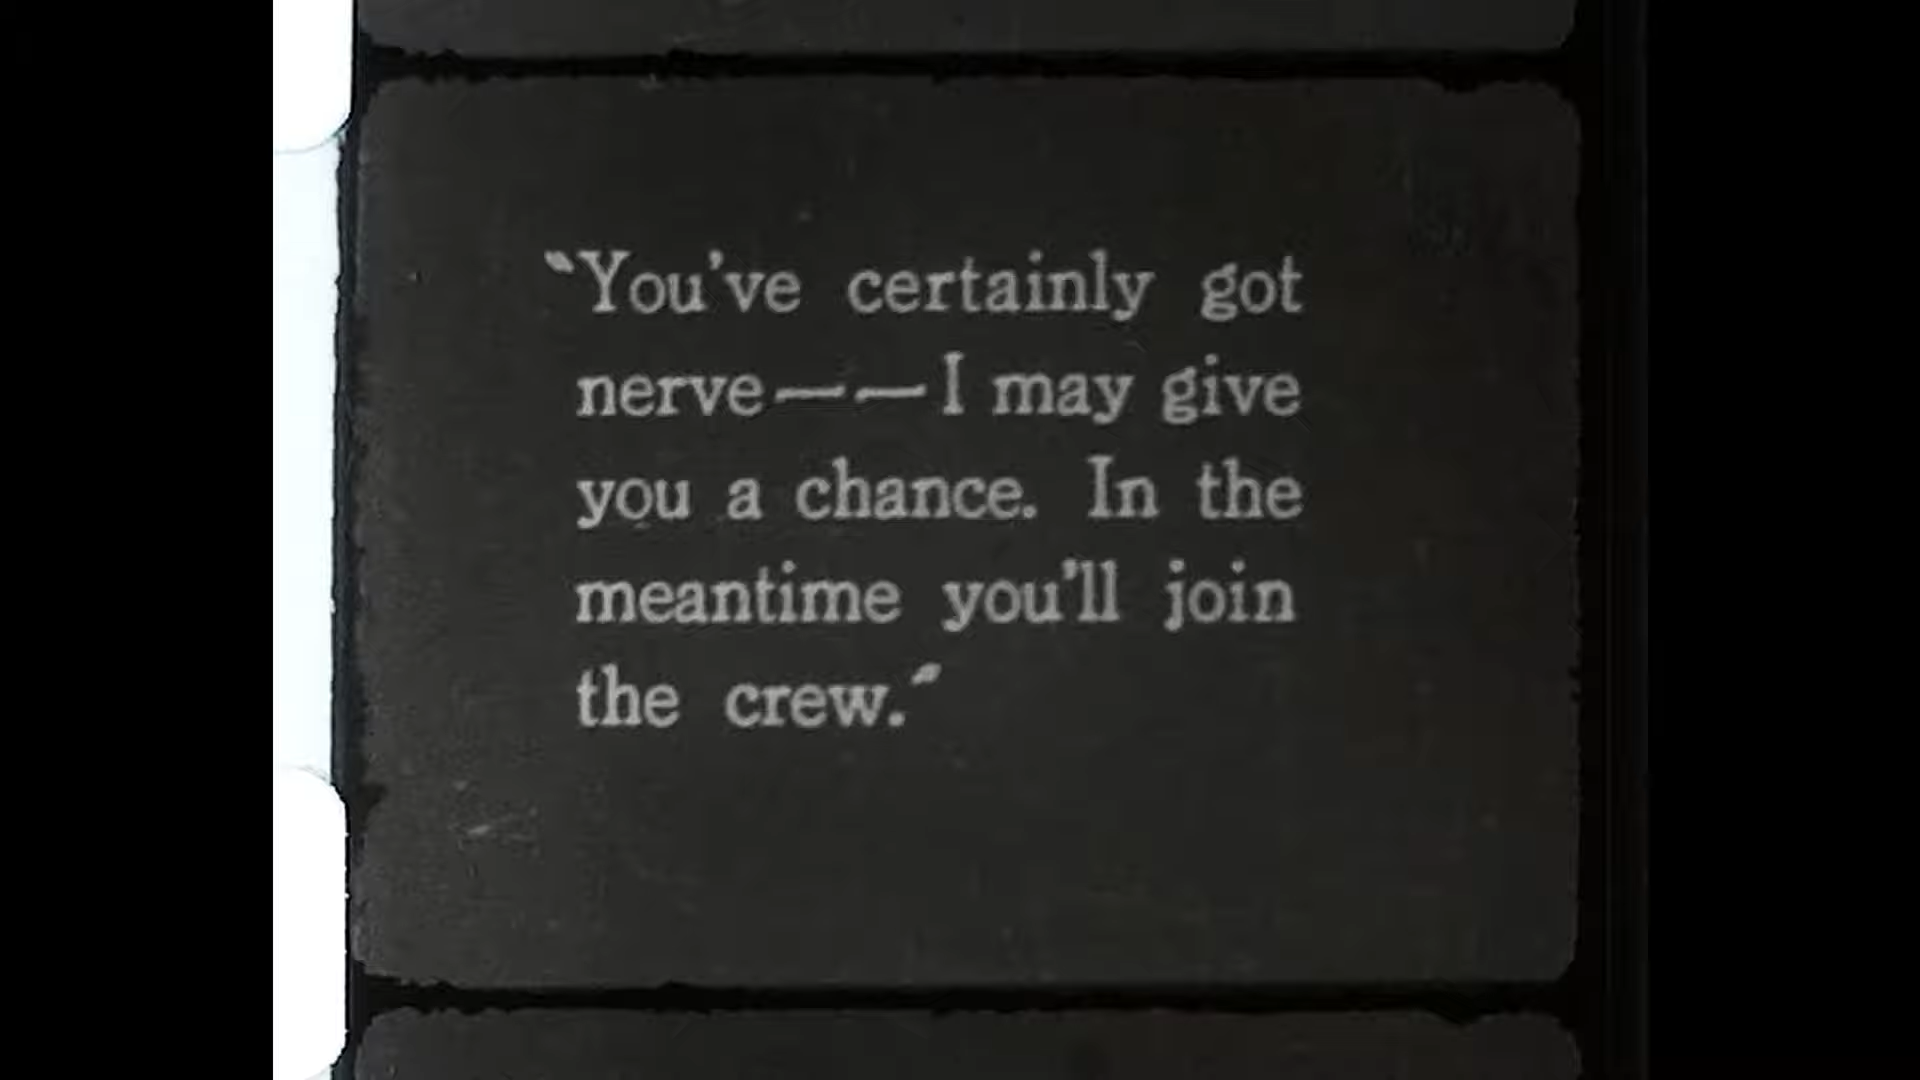 "You've certainly got
nerve——I may give
you a chance. In the
meantime you'll join
the crew."